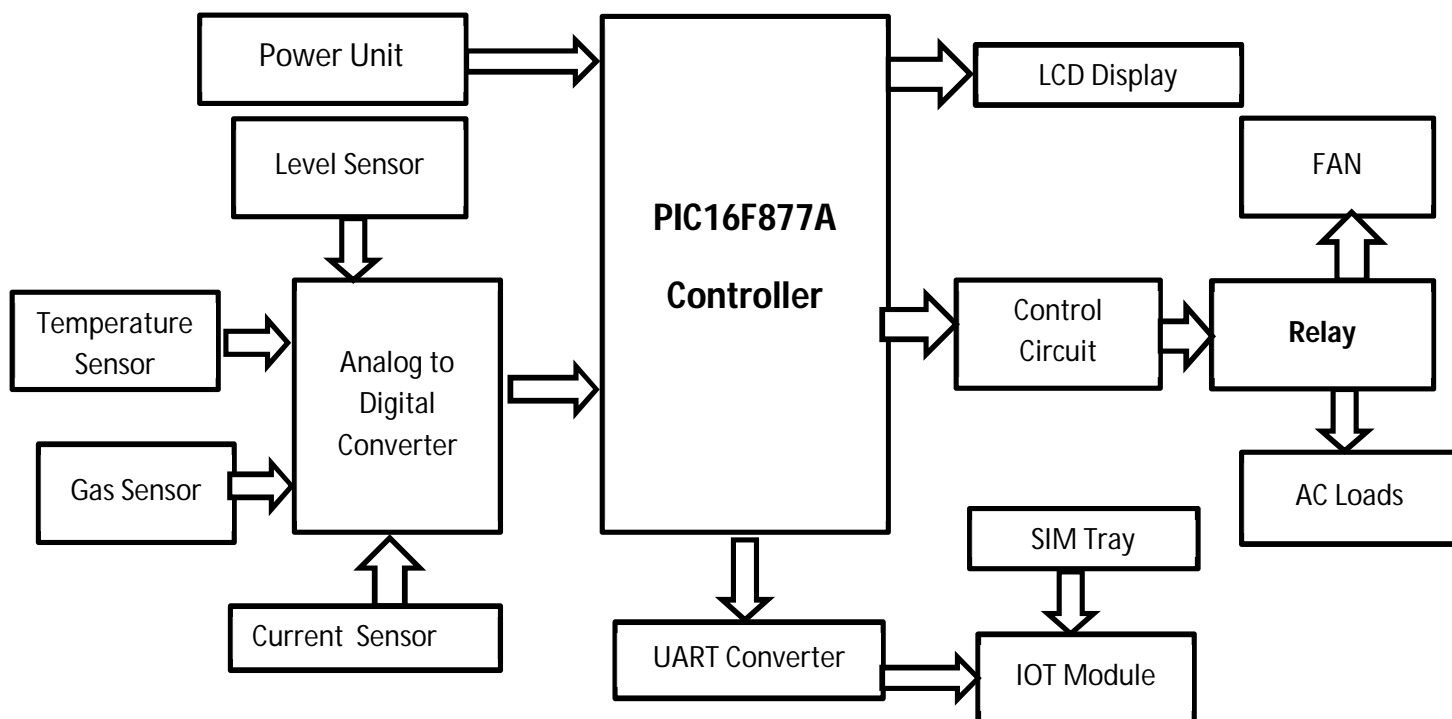 Power Unit
LCD Display
Level Sensor
FAN
PIC16F877A
Controller
Temperature
Sensor
Analog to
Digital
Converter
Control
Circuit
Relay
Gas Sensor
AC Loads
SIM Tray
Current Sensor
UART Converter
IOT Module